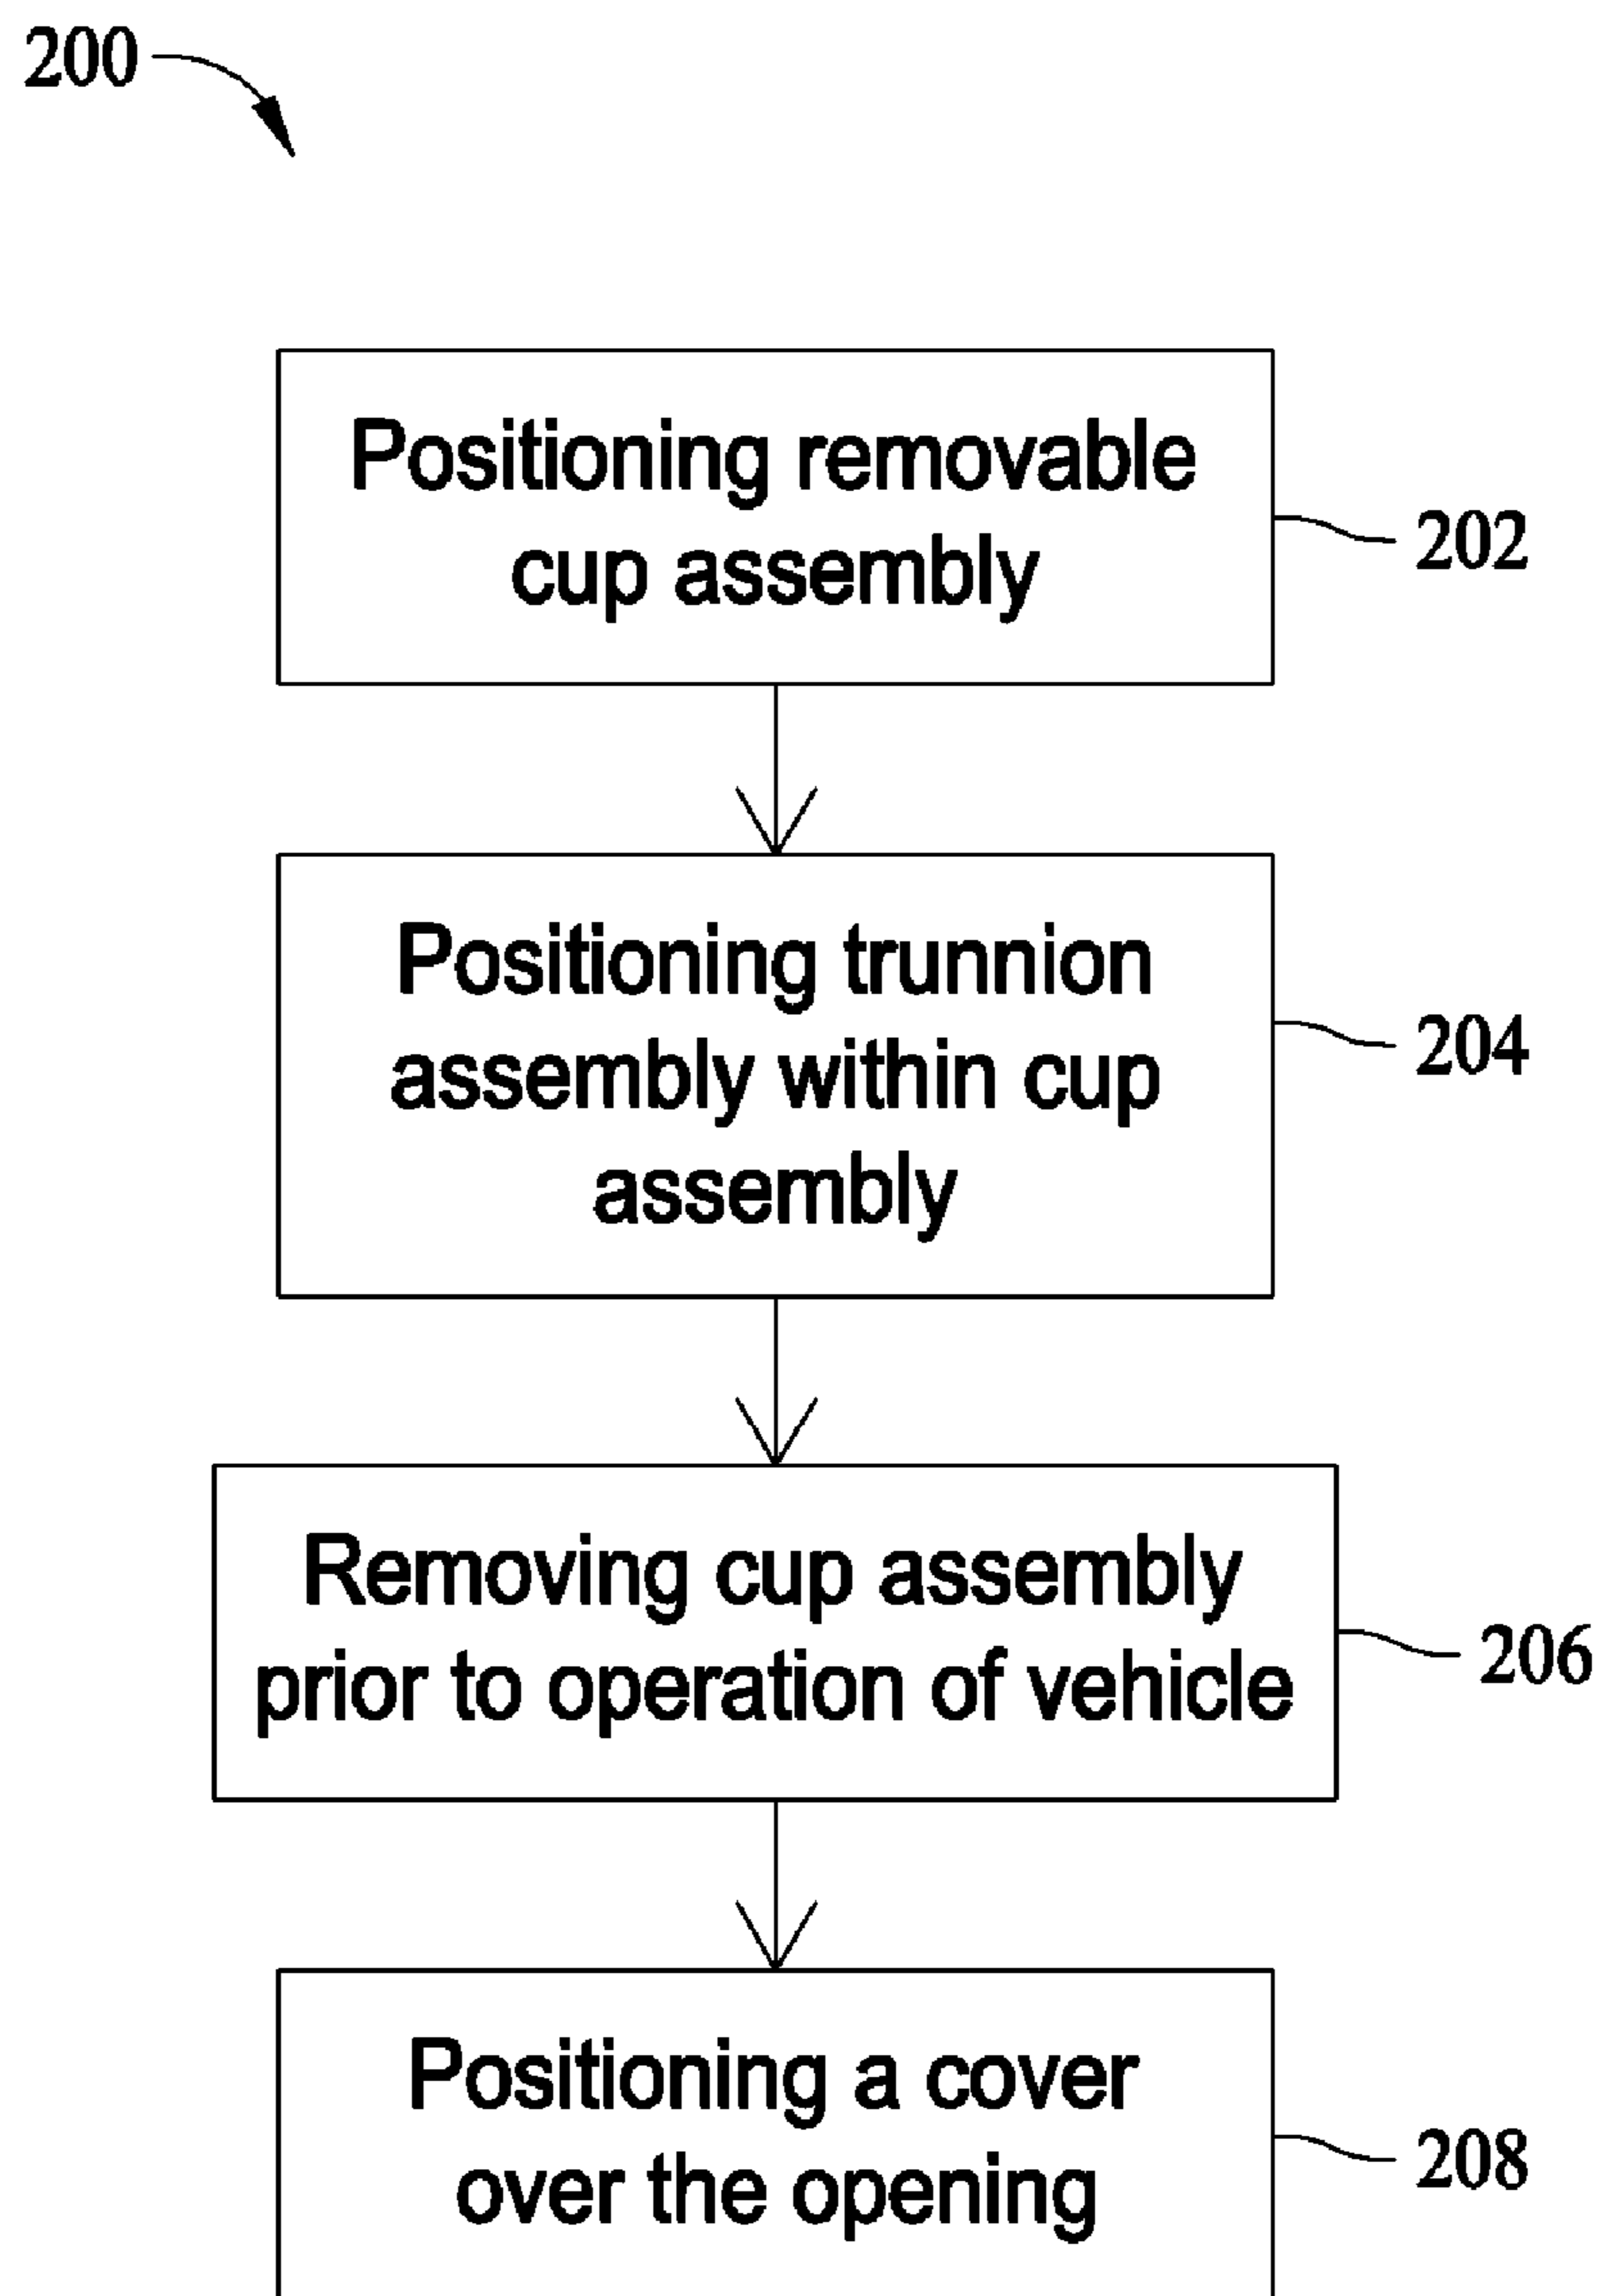 200
Positioning removable
cup assembly
202
Positioning trunnion
assembly within cup
assembly
204
Removing cup assembly
prior to operation of vehicle
206
Positioning a cover
over the opening
208